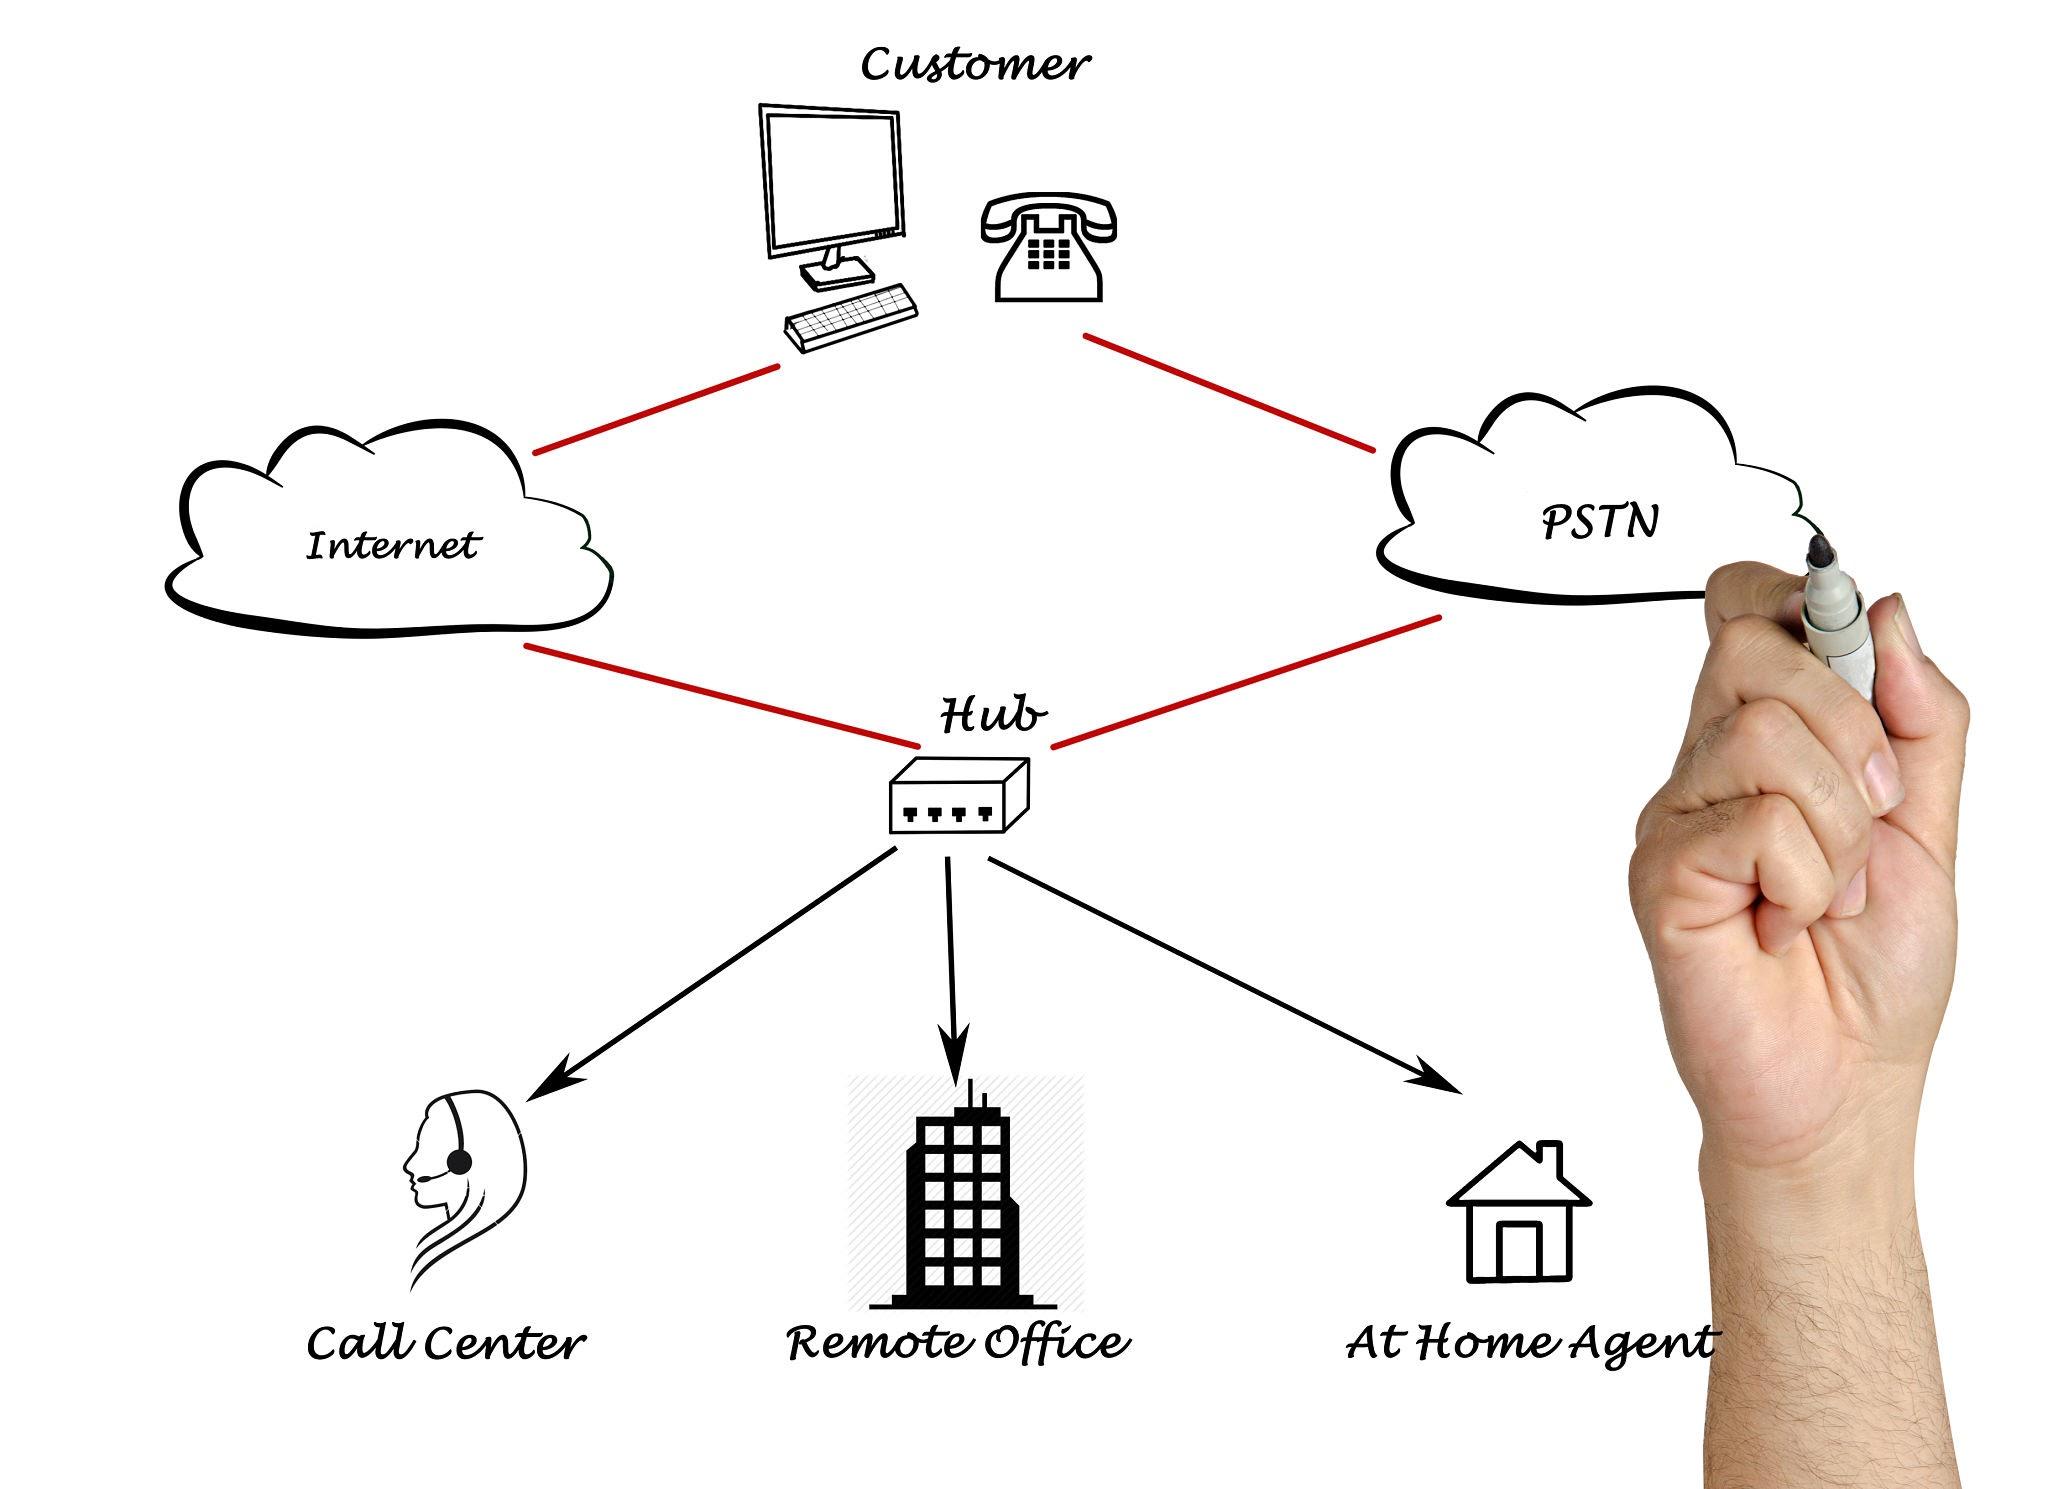 Customer
Internet
PSTN
Hub
Call Center
Remote Office
At Home Agent